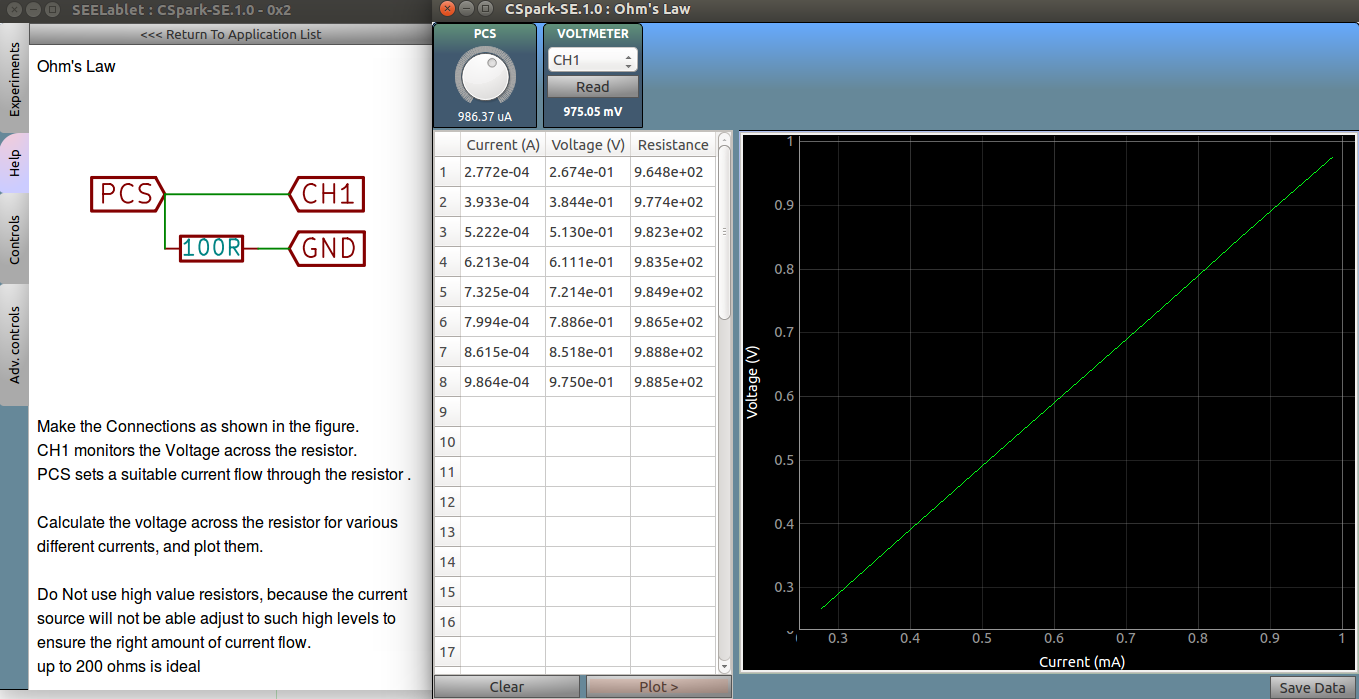 SEELablet : CSpark-SE.1.0 - 0x2
<<< Return To Application List
Experiments
Help
Controls
Adv. controls
Ohm's Law
PCS
CH1
100R
GND
Make the Connections as shown in the figure.
CH1 monitors the Voltage across the resistor.
PCS sets a suitable current flow through the resistor .
Calculate the voltage across the resistor for various
different currents, and plot them.
Do Not use high value resistors, because the current
source will not be able adjust to such high levels to
ensure the right amount of current flow.
up to 200 ohms is ideal
CSpark-SE.1.0 : Ohm's Law
PCS
986.37 uA
VOLTMETER
CH1
Read
975.05 mV
Current (A) Voltage (V) Resistance
1 2.772e-04 2.674e-01 9.648e+02
2 3.933e-04 3.844e-01 9.774e+02
3 5.222e-04 5.130e-01 9.823e+02
4 6.213e-04 6.111e-01 9.835e+02
5 7.325e-04 7.214e-01 9.849e+02
6 7.994e-04 7.886e-01 9.865e+02
7 8.615e-04 8.518e-01 9.888e+02
8 9.864e-04 9.750e-01 9.885e+02
9
10
11
12
13
14
15
16
17
Clear
Plot >
1
0.9
0.8
0.7
0.6
0.5
0.4
0.3
Voltage (V)
0.3 0.4 0.5 0.6 0.7 0.8 0.9 1
Current (mA)
Save Data